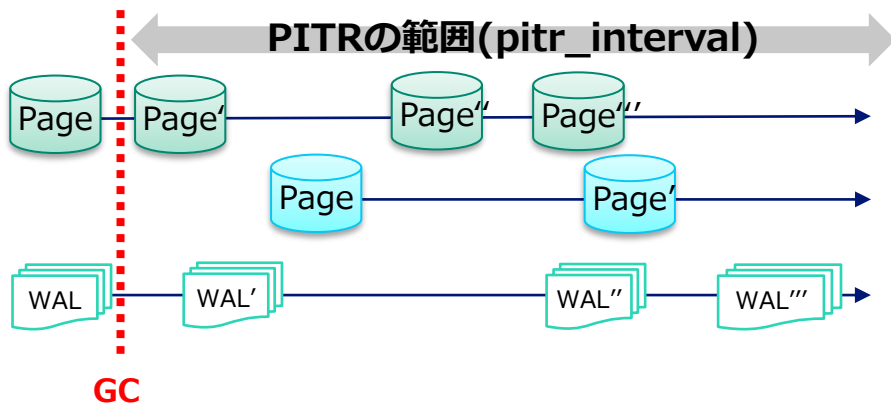 PITRの範囲(pitr_interval)
Page
Page‘
Page‘‘
Page‘‘’
Page
Page‘
WAL
WAL’
WAL’’
WAL’’’
GC